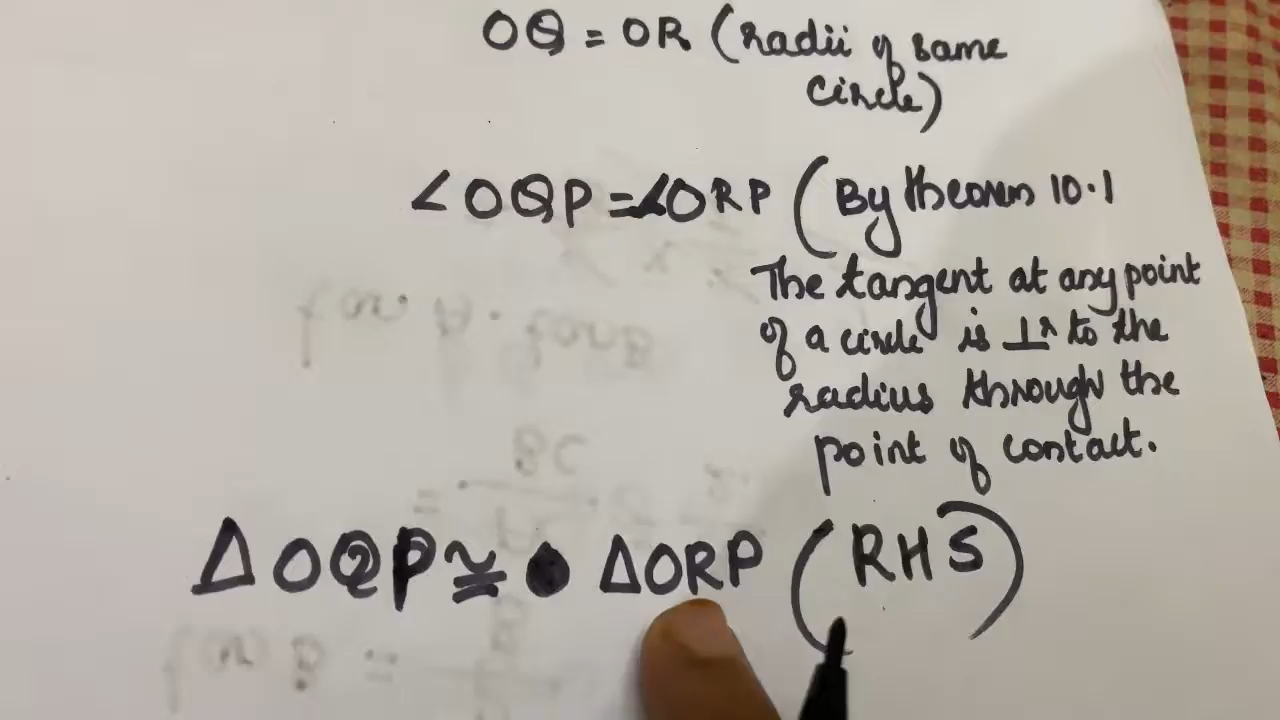 OQ = OR (radii of same
circle)
∠OQP = ∠ORP (By theorem 10.1
The tangent at any point
of a circle is ⊥r to the
radius through the
point of contact.
Δ OQP ≅ ΔORP (RHS)